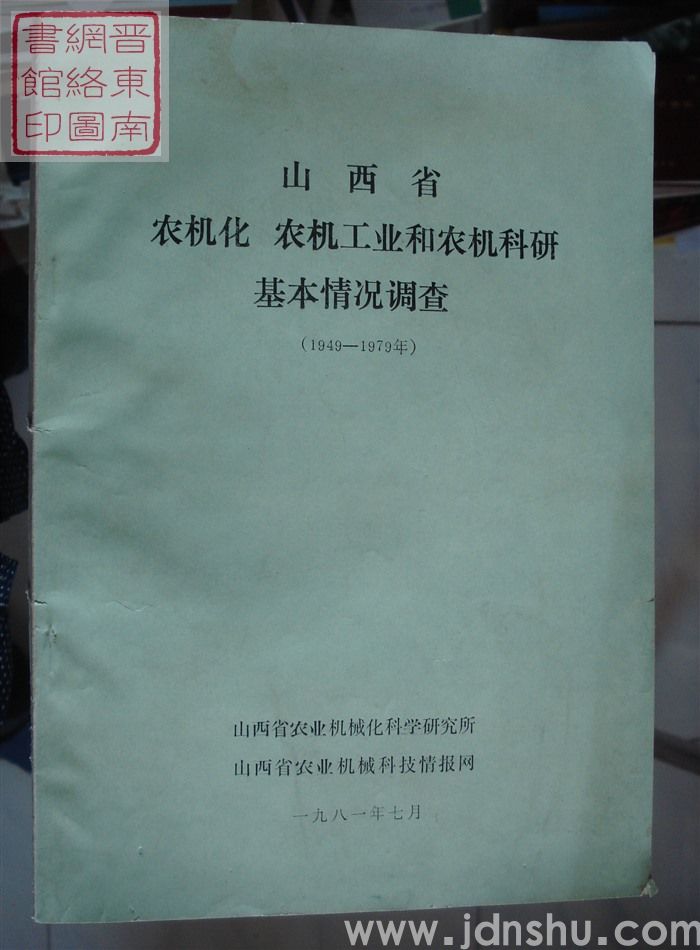 晋東南
網絡圖
書館印
山西省
农机化 农机工业和农机科研
基本情况调查
(1949—1979年)
山西省农业机械化科学研究所
山西省农业机械科技情报网
一九八一年七月
www.jdnshu.com